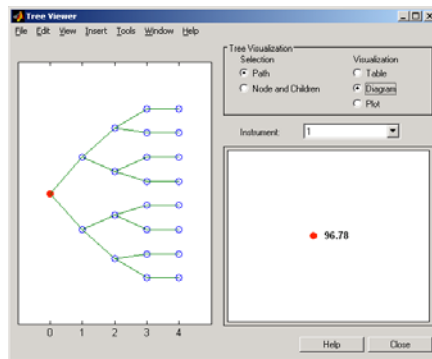 Tree Viewer
File Edit View Insert Tools Window Help
Tree Visualization
Selection Visualization
Path Table
Node and Children Diagram
Plot
Instrument: 1
96.78
0 1 2 3 4
Help Close